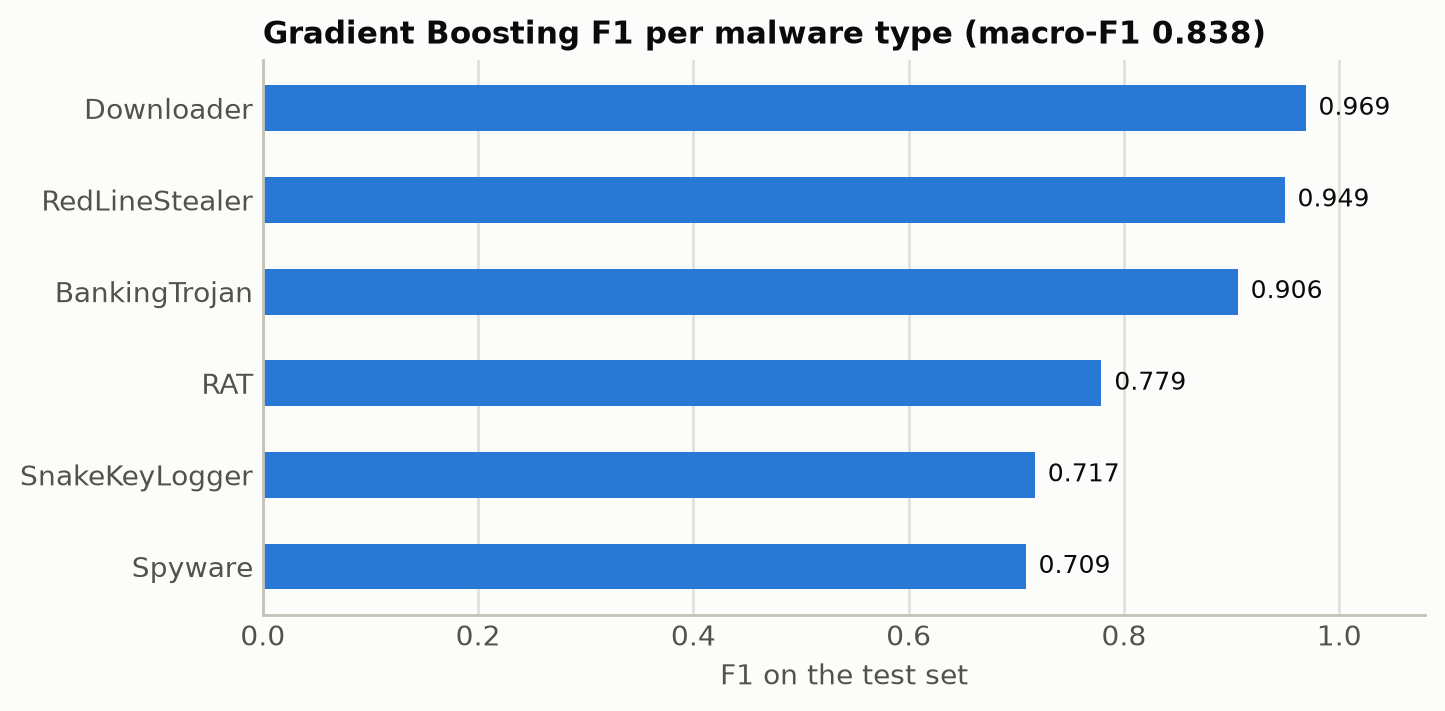 Gradient Boosting F1 per malware type (macro-F1 0.838)
Downloader 0.969
RedLineStealer 0.949
BankingTrojan 0.906
RAT 0.779
SnakeKeyLogger 0.717
Spyware 0.709
0.0 0.2 0.4 0.6 0.8 1.0
F1 on the test set